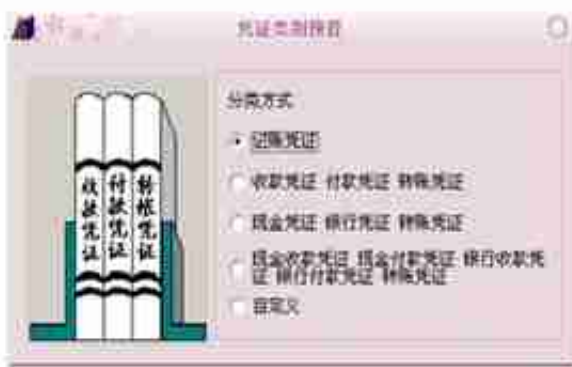 凭证类别预置
分类方式
记账凭证
收款凭证 付款凭证 转账凭证
现金凭证 银行凭证 转账凭证
现金收款凭证 现金付款凭证 银行收款凭
证 银行付款凭证 转账凭证
自定义
收款凭证
付款凭证
转帐凭证